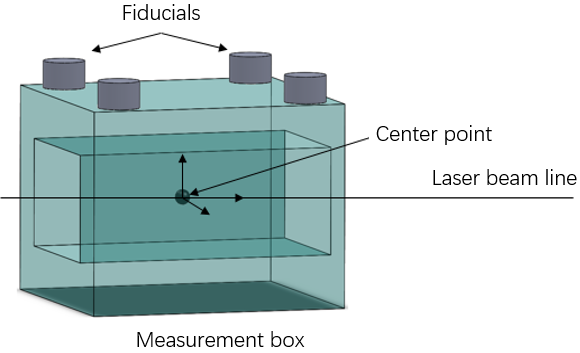 Fiducials
Center point
Laser beam line
Measurement box